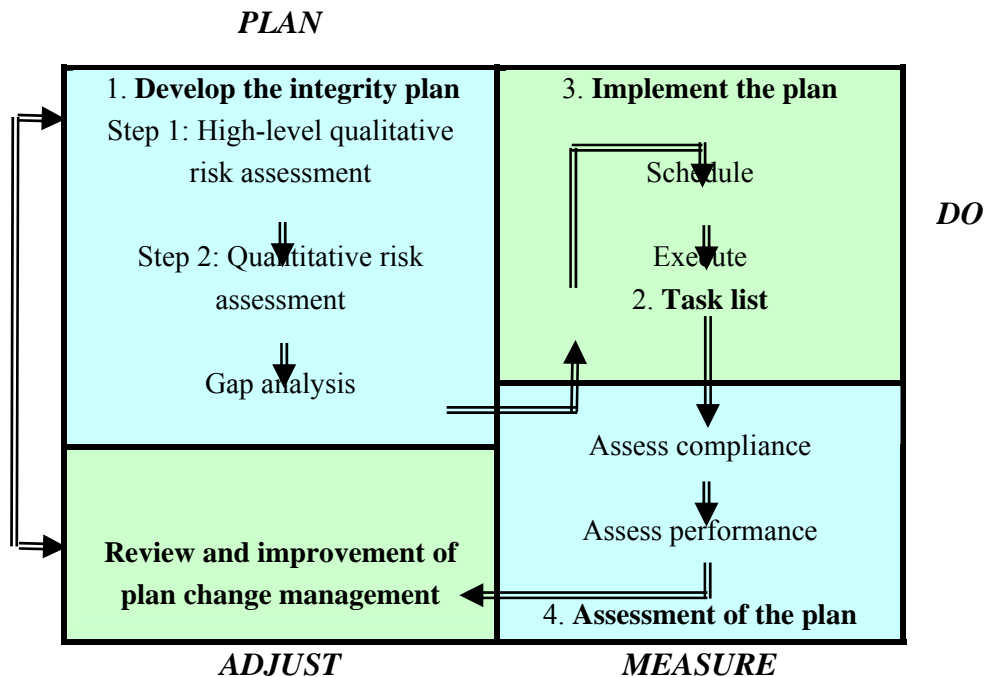 PLAN
1. Develop the integrity plan
Step 1: High-level qualitative
risk assessment
Step 2: Quantitative risk
assessment
Gap analysis
3. Implement the plan
Schedule
Execute
2. Task list
DO
Assess compliance
Assess performance
4. Assessment of the plan
Review and improvement of
plan change management
ADJUST
MEASURE